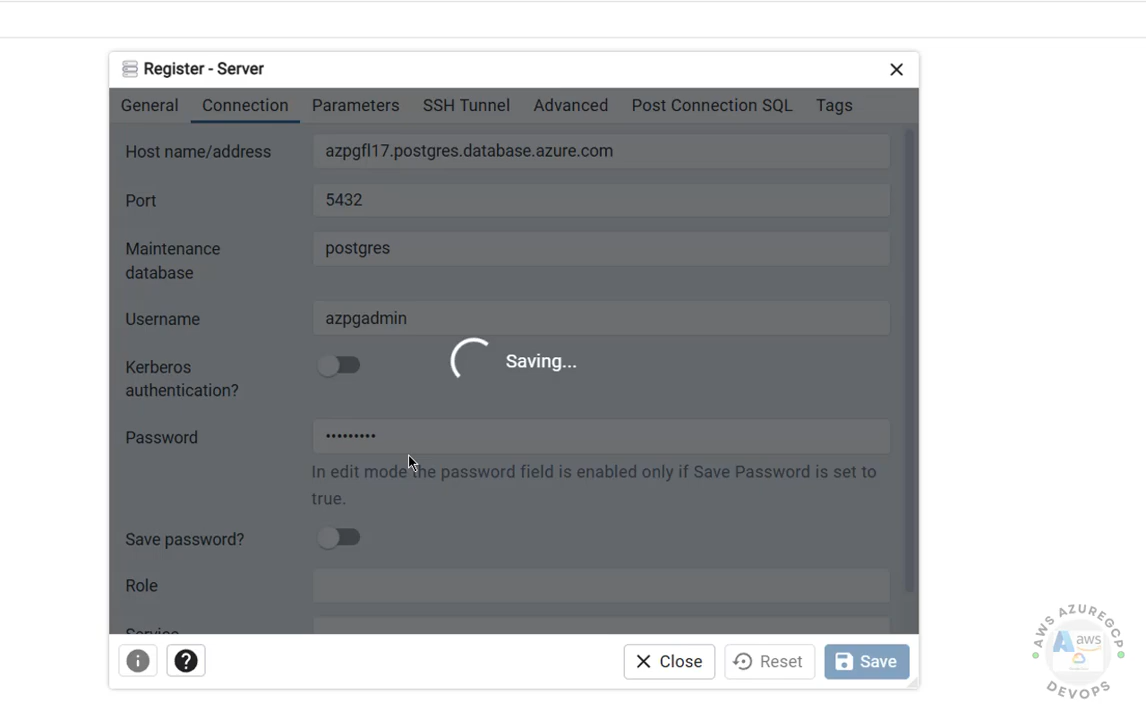 Register - Server
General Connection Parameters SSH Tunnel Advanced Post Connection SQL Tags
Host name/address azpgfl17.postgres.database.azure.com
Port 5432
Maintenance database postgres
Username azpgadmin
Kerberos authentication?
Saving...
Password •••••••••
In edit mode the password field is enabled only if Save Password is set to
true.
Save password?
Role
Service
Close Reset Save
AWS AZURE GCP
aws
DEVOPS